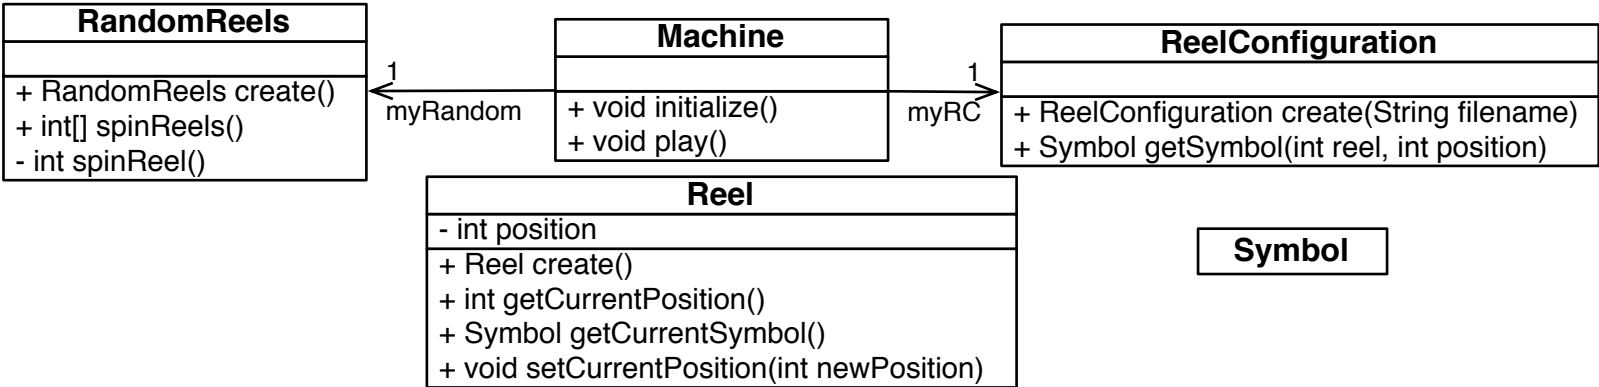 RandomReels
+ RandomReels create()
+ int[] spinReels()
- int spinReel()
1
myRandom
Machine
+ void initialize()
+ void play()
1
myRC
ReelConfiguration
+ ReelConfiguration create(String filename)
+ Symbol getSymbol(int reel, int position)
Reel
- int position
+ Reel create()
+ int getCurrentPosition()
+ Symbol getCurrentSymbol()
+ void setCurrentPosition(int newPosition)
Symbol